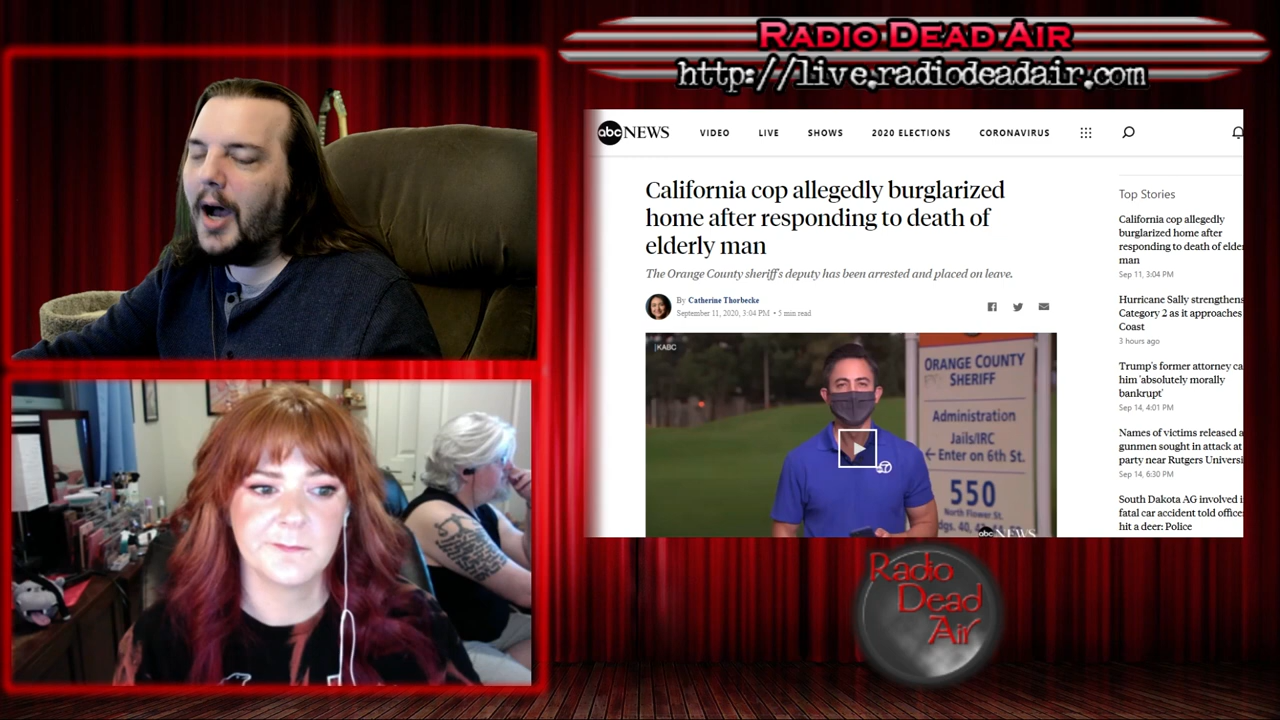 RADIO DEAD AIR
http://live.radiodeadair.com
abc NEWS
VIDEO
LIVE
SHOWS
2020 ELECTIONS
CORONAVIRUS
California cop allegedly burglarized
home after responding to death of
elderly man
The Orange County sheriff's deputy has been arrested and placed on leave.
By Catherine Thorbecke
September 11, 2020, 3:04 PM • 5 min read
KABC
ORANGE COUNTY
SHERIFF
Administration
Jails/IRC
← Enter on 6th St.
550
North Flower St.
abc NEWS
Top Stories
California cop allegedly
burglarized home after
responding to death of elder
man
Sep 11, 3:04 PM
Hurricane Sally strengthens
Category 2 as it approaches
Coast
3 hours ago
Trump's former attorney ca
him 'absolutely morally
bankrupt'
Sep 14, 4:01 PM
Names of victims released a
gunmen sought in attack at
party near Rutgers Universi
Sep 14, 6:30 PM
South Dakota AG involved i
fatal car accident told office
hit a deer: Police
Radio
Dead
Air